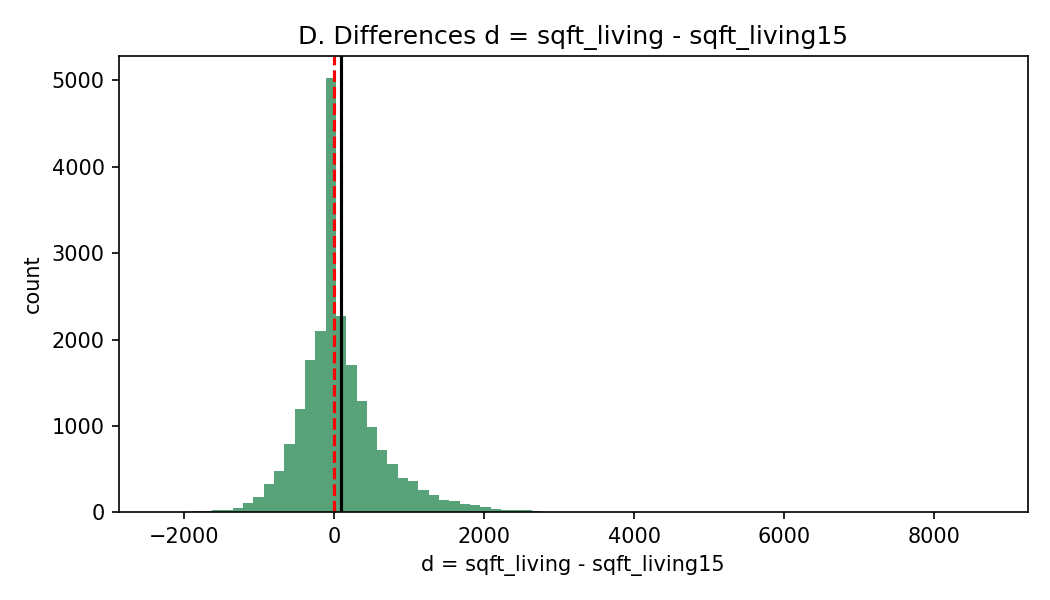 D. Differences d = sqft_living - sqft_living15
count
5000
4000
3000
2000
1000
0
−2000 0 2000 4000 6000 8000
d = sqft_living - sqft_living15